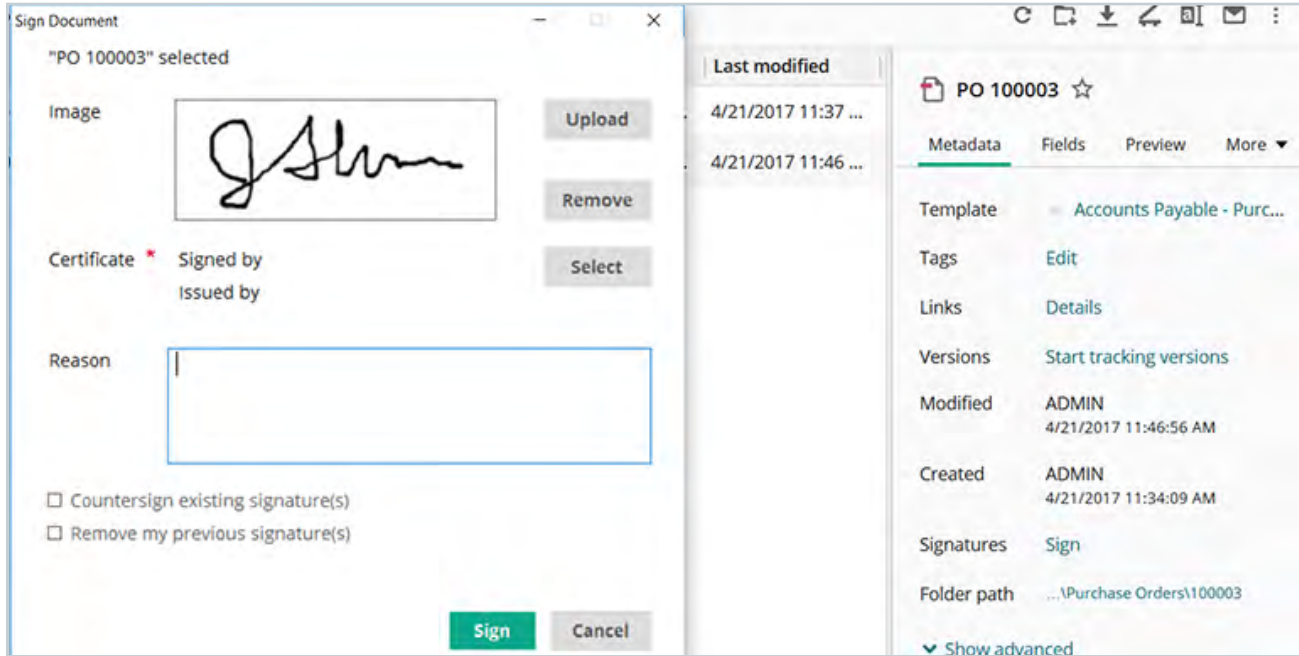 Sign Document
"PO 100003" selected
Image
Upload
Remove
Certificate * Signed by
Issued by
Select
Reason
Countersign existing signature(s)
Remove my previous signature(s)
Sign
Cancel
Last modified
4/21/2017 11:37 ...
4/21/2017 11:46 ...
PO 100003
Metadata Fields Preview More
Template Accounts Payable - Purc...
Tags Edit
Links Details
Versions Start tracking versions
Modified ADMIN
4/21/2017 11:46:56 AM
Created ADMIN
4/21/2017 11:34:09 AM
Signatures Sign
Folder path ...\Purchase Orders\100003
Show advanced